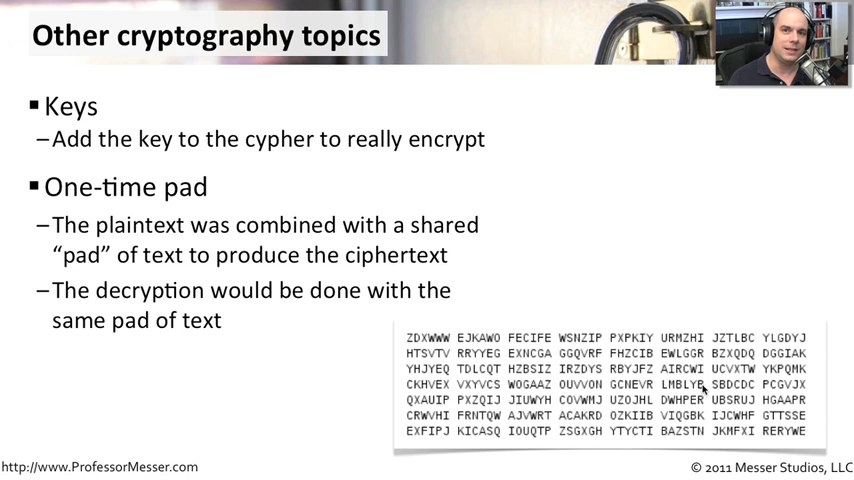 Other cryptography topics
▪ Keys
– Add the key to the cypher to really encrypt
▪ One-time pad
– The plaintext was combined with a shared
“pad” of text to produce the ciphertext
– The decryption would be done with the
same pad of text
ZDXWWW EJKAWO FECIFE WSNZIP PXPKIY URMZHI JZTLBC YLGDYJ
HTSVTV RRYYEG EXNCGA GGQVRF FHZCIB EWLGGR BZXQDQ DGGIAK
YHJYEQ TDLCQT HZBSIZ IRZDYS RBYJFZ AIRCWI UCVXTW YKPQMK
CKHVEX VXYVCS WOGAAZ OUVVON GCNEVR LMBLYB SBDCDC PCGVJX
QXAUIP PXZQIJ JIUWYH COVWMJ UZOJHL DWHPER UBSRUJ HGAAPR
CRWVHI FRNTQW AJVWRT ACAKRD OZKIIB VIQGBK IJCWHF GTTSSE
EXFIPJ KICASQ IOUQTP ZSGXGH YTYCTI BAZSTN JKMFXI RERYWE
http://www.ProfessorMesser.com
© 2011 Messer Studios, LLC